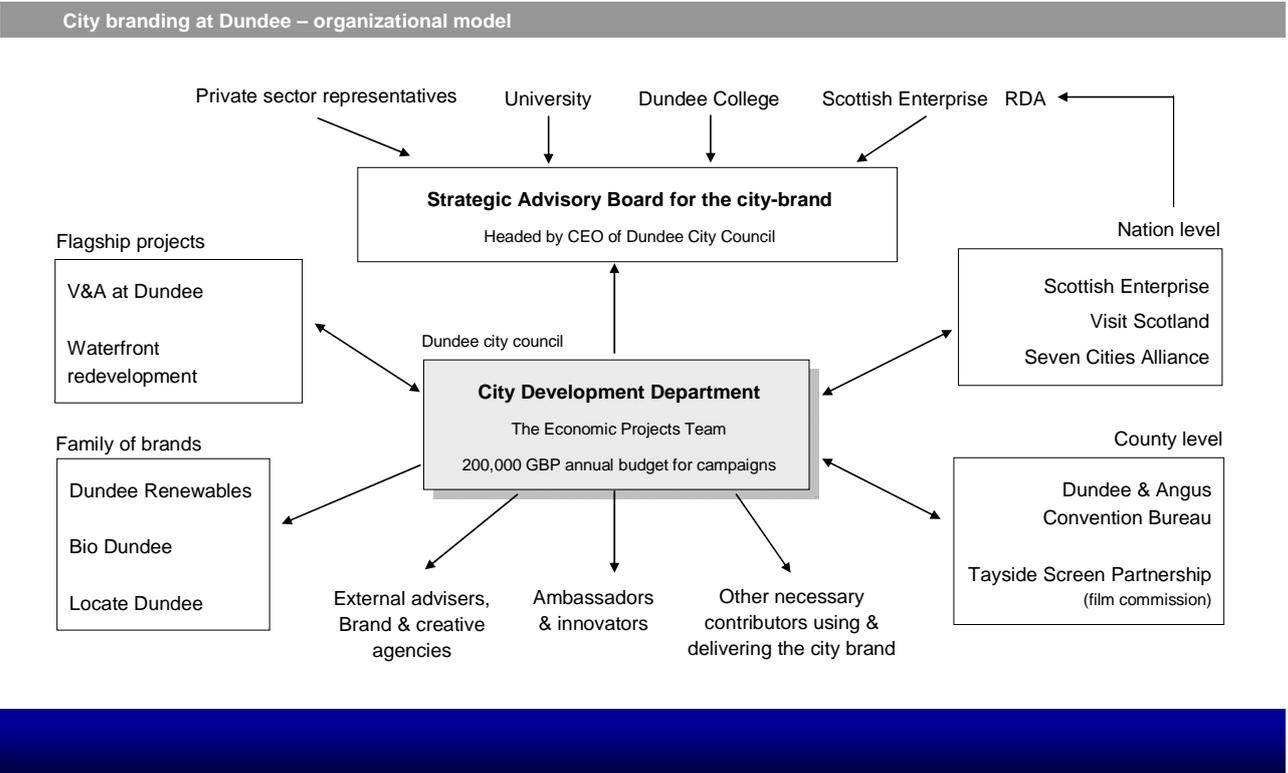 City branding at Dundee – organizational model
Private sector representatives
University
Dundee College
Scottish Enterprise RDA
Strategic Advisory Board for the city-brand
Headed by CEO of Dundee City Council
Nation level
Scottish Enterprise
Visit Scotland
Seven Cities Alliance
Flagship projects
V&A at Dundee
Waterfront
redevelopment
Dundee city council
City Development Department
The Economic Projects Team
200,000 GBP annual budget for campaigns
Family of brands
Dundee Renewables
Bio Dundee
Locate Dundee
County level
Dundee & Angus
Convention Bureau
Tayside Screen Partnership
(film commission)
External advisers,
Brand & creative
agencies
Ambassadors
& innovators
Other necessary
contributors using &
delivering the city brand